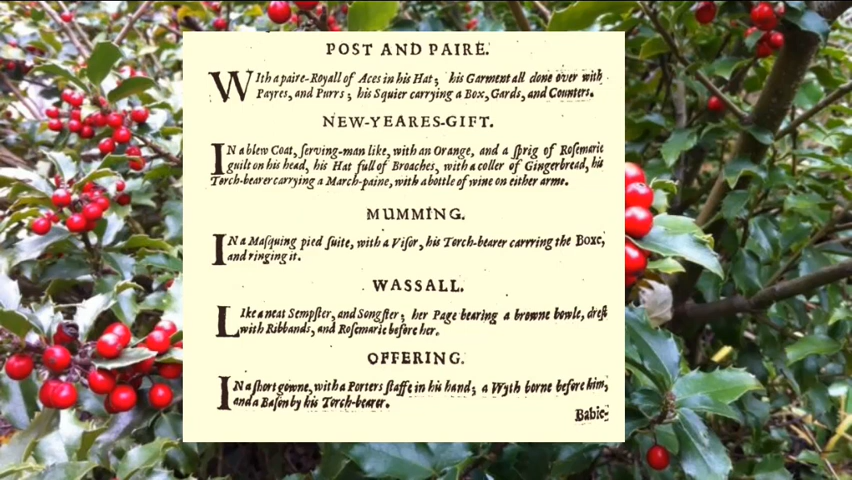 POST AND PAIRE.
WIth a paire-Royall of Aces in his Hat; his Garment all done over with
Payres, and Purrs; his Squier carrying a Box, Cards, and Counters.
NEW-YEARES-GIFT.
IN a blew Coat, ſerving-man like, with an Orange, and a ſprig of Roſemarie
guilt on his head, his Hat full of Broaches, with a coller of Gingerbread, his
Torch-bearer carrying a March-paine, with a bottle of wine on either arme.
MUMMING.
IN a Maſquing pied ſuite, with a Viſor, his Torch-bearer carrying the Boxe,
and ringing it.
WASSALL.
LIke a neat Sempſter, and Songſter; her Page bearing a browne bowle, dreſt
with Ribbands, and Roſemarie before her.
OFFERING.
IN a ſhort gowne, with a Porters ſtaffe in his hand; a Wyth borne before him,
and a Baſon by his Torch-bearer.
Babie-